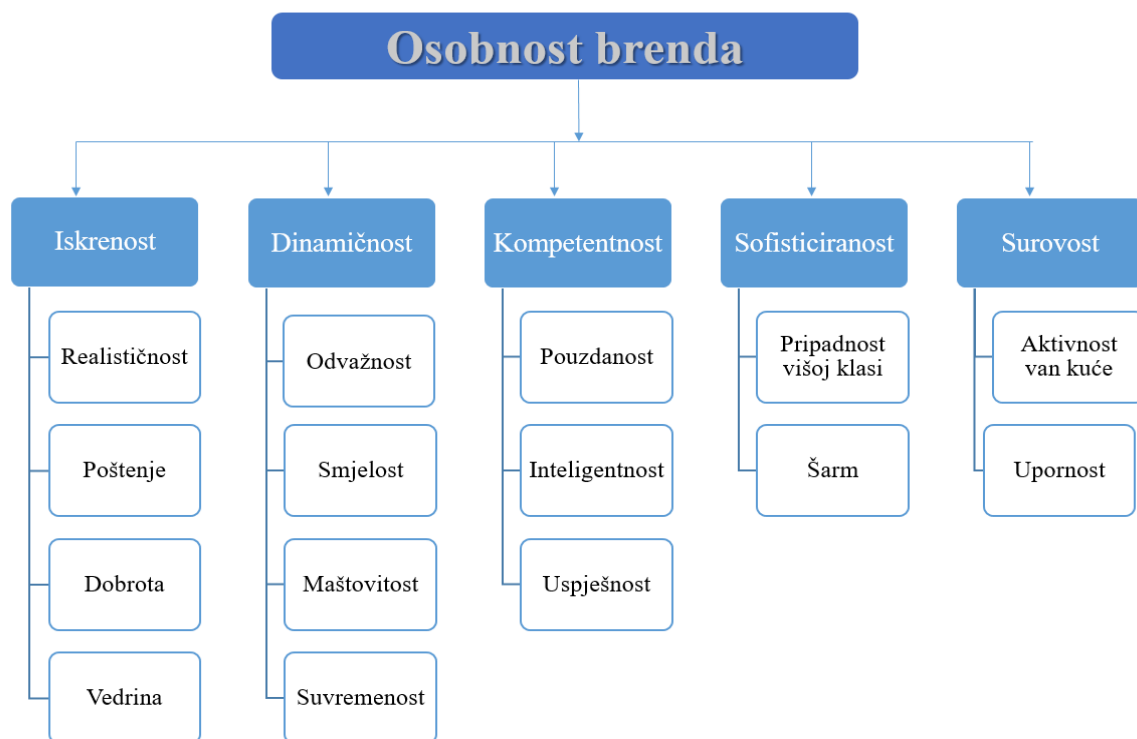 Osobnost brenda
Iskrenost
Realističnost
Poštenje
Dobrota
Vedrina
Dinamičnost
Odvažnost
Smjelost
Maštovitost
Suvremenost
Kompetentnost
Pouzdanost
Inteligentnost
Uspješnost
Sofisticiranost
Pripadnost
višoj klasi
Šarm
Surovost
Aktivnost
van kuće
Upornost